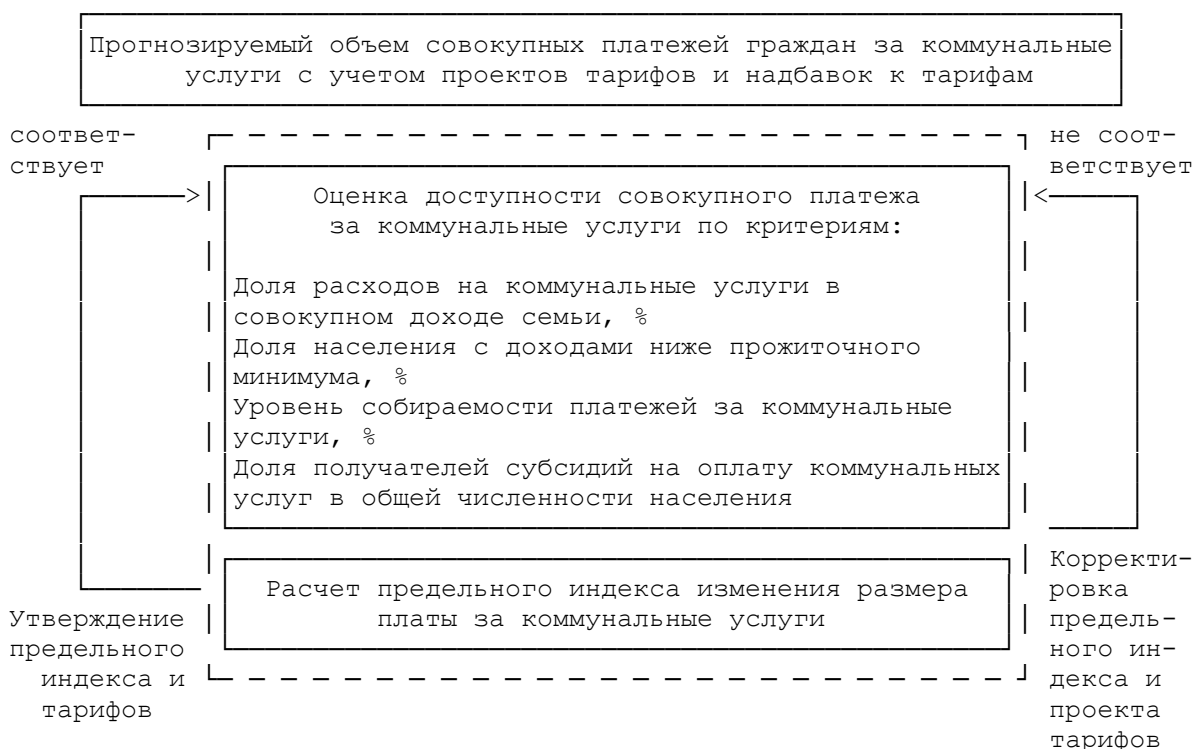 Прогнозируемый объем совокупных платежей граждан за коммунальные
услуги с учетом проектов тарифов и надбавок к тарифам
соответ-
ствует
не соот-
ветствует
Оценка доступности совокупного платежа
за коммунальные услуги по критериям:
Доля расходов на коммунальные услуги в
совокупном доходе семьи, %
Доля населения с доходами ниже прожиточного
минимума, %
Уровень собираемости платежей за коммунальные
услуги, %
Доля получателей субсидий на оплату коммунальных
услуг в общей численности населения
Расчет предельного индекса изменения размера
платы за коммунальные услуги
Утверждение
предельного
индекса и
тарифов
Корректи-
ровка
предель-
ного ин-
декса и
проекта
тарифов